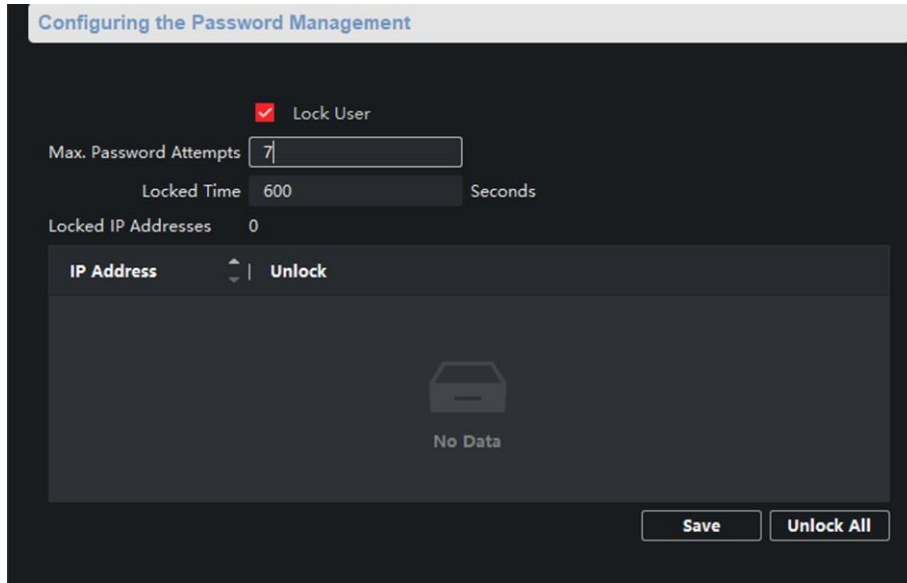 Configuring the Password Management
Lock User
Max. Password Attempts 7
Locked Time 600 Seconds
Locked IP Addresses 0
IP Address | Unlock
No Data
Save Unlock All